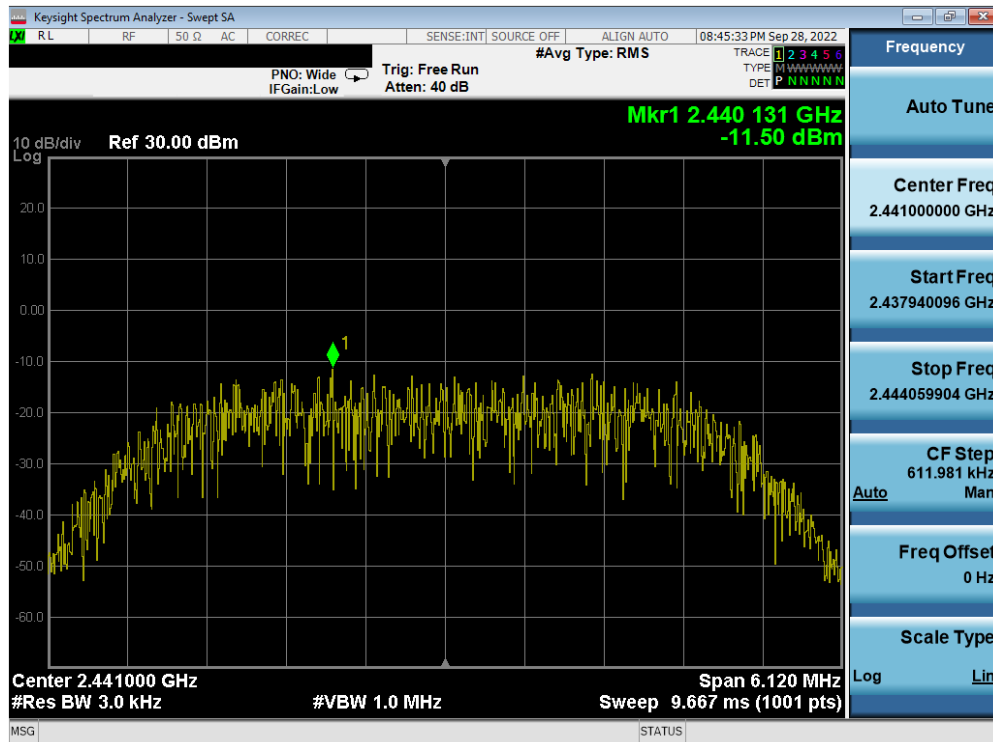 Keysight Spectrum Analyzer - Swept SA
LXI RL RF 50 Ω AC CORREC SENSE:INT SOURCE OFF ALIGN AUTO 08:45:33 PM Sep 28, 2022
#Avg Type: RMS
TRACE 1 2 3 4 5 6
PNO: Wide Trig: Free Run
TYPE M W W W W W
IFGain:Low Atten: 40 dB
DET P N N N N N
Mkr1 2.440 131 GHz
-11.50 dBm
10 dB/div Ref 30.00 dBm
Log
20.0
10.0
0.00
1
-10.0
-20.0
-30.0
-40.0
-50.0
-60.0
Center 2.441000 GHz Span 6.120 MHz
#Res BW 3.0 kHz #VBW 1.0 MHz Sweep 9.667 ms (1001 pts)
MSG STATUS
Frequency
Auto Tune
Center Freq
2.441000000 GHz
Start Freq
2.437940096 GHz
Stop Freq
2.444059904 GHz
CF Step
611.981 kHz
Auto Man
Freq Offset
0 Hz
Scale Type
Log Lin